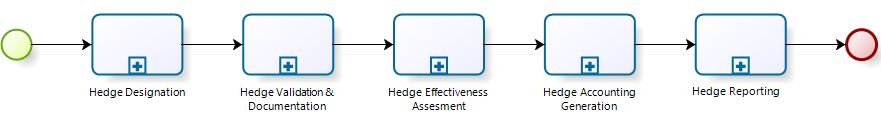 Hedge Designation
Hedge Validation &
Documentation
Hedge Effectiveness
Assesment
Hedge Accounting
Generation
Hedge Reporting